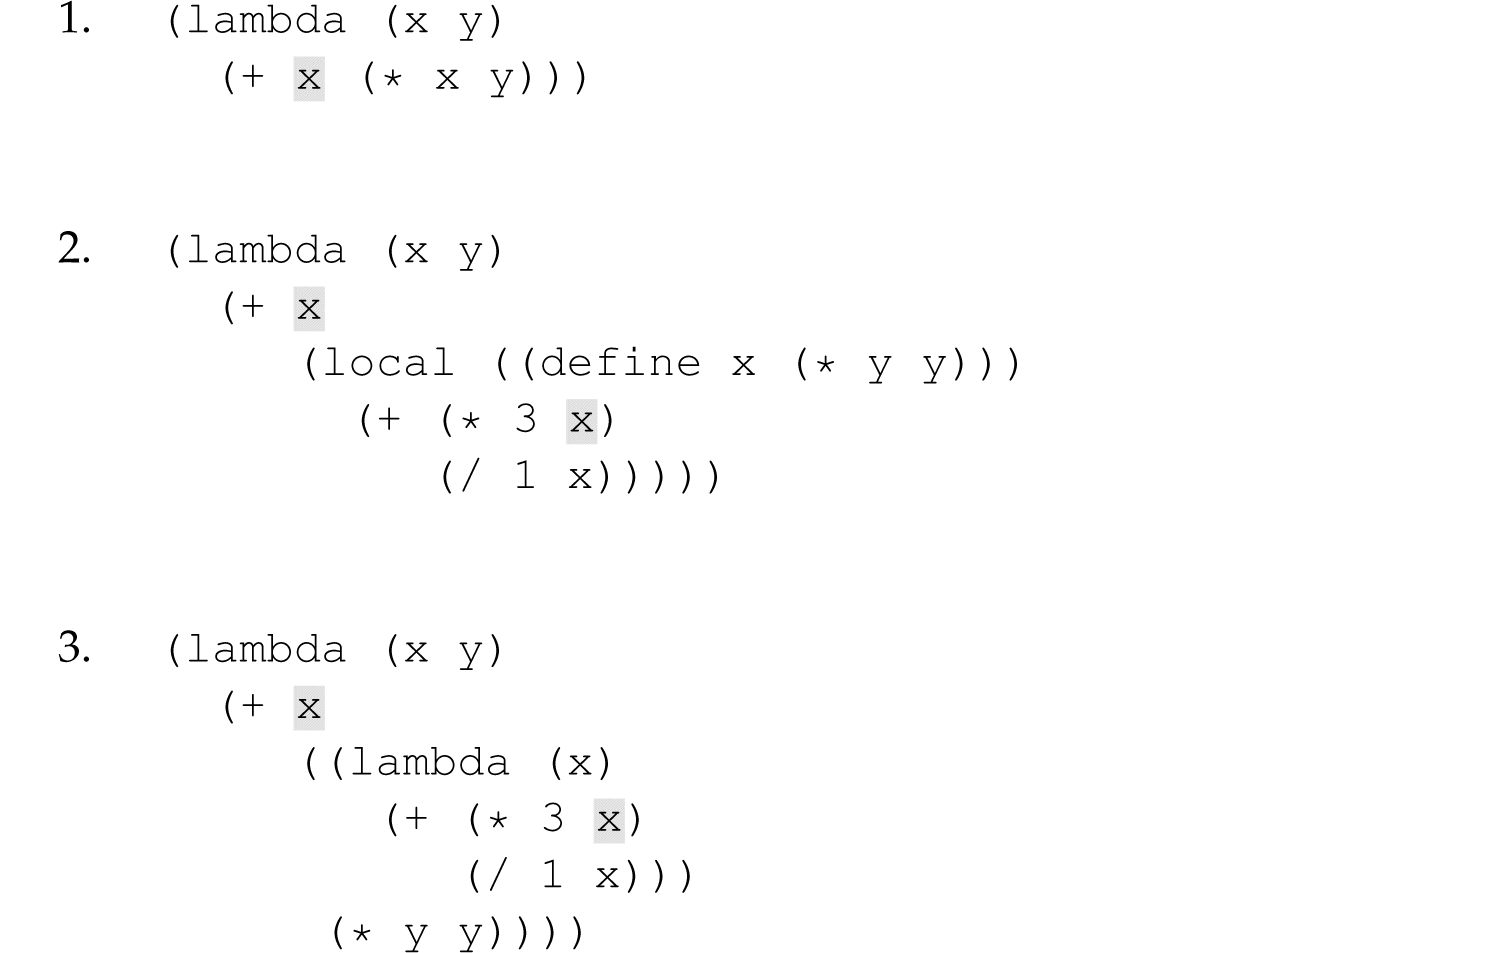 1. (lambda (x y)
(+ x (* x y)))
2. (lambda (x y)
(+ x
(local ((define x (* y y)))
(+ (* 3 x)
(/ 1 x)))))
3. (lambda (x y)
(+ x
((lambda (x)
(+ (* 3 x)
(/ 1 x)))
(* y y))))